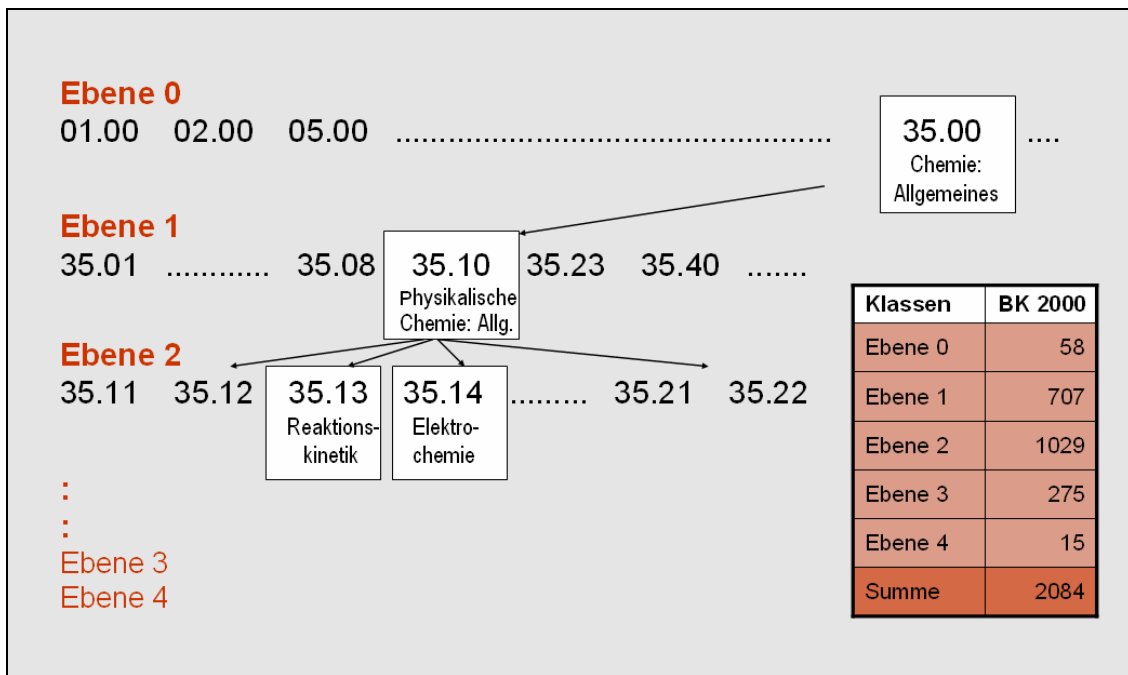 Ebene 0
01.00 02.00 05.00 .................................................. 35.00 ....
Chemie:
Allgemeines
Ebene 1
35.01 ............ 35.08 35.10 35.23 35.40 .......
Physikalische
Chemie: Allg.
Ebene 2
35.11 35.12 35.13 35.14 ......... 35.21 35.22
Reaktions-
kinetik
Elektro-
chemie
:
:
Ebene 3
Ebene 4
Klassen BK 2000
Ebene 0 58
Ebene 1 707
Ebene 2 1029
Ebene 3 275
Ebene 4 15
Summe 2084